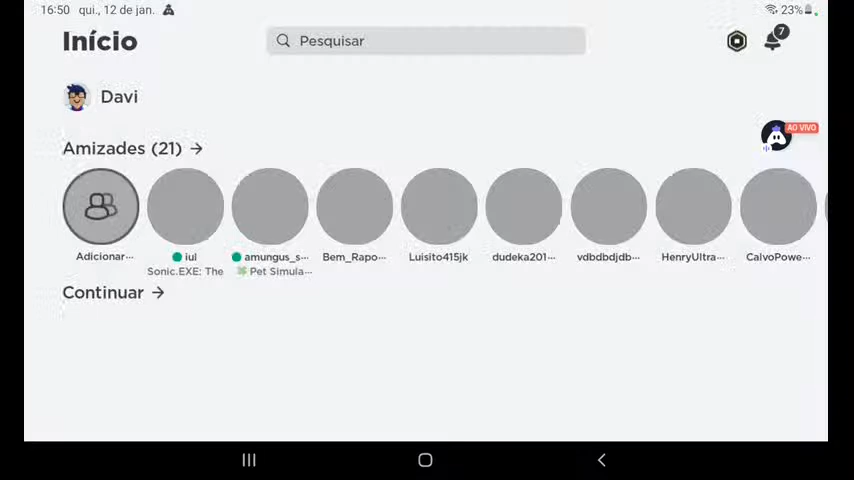 16:50 qui., 12 de jan. 23%
Início
Pesquisar
7
Davi
AO VIVO
Amizades (21) →
Adicionar...
iul
amungus_s...
Bem_Rapo...
Luisito415jk
dudeka201...
vdbdbdjdb...
HenryUltra...
CalvoPowe...
Sonic.EXE: The
Pet Simula...
Continuar →